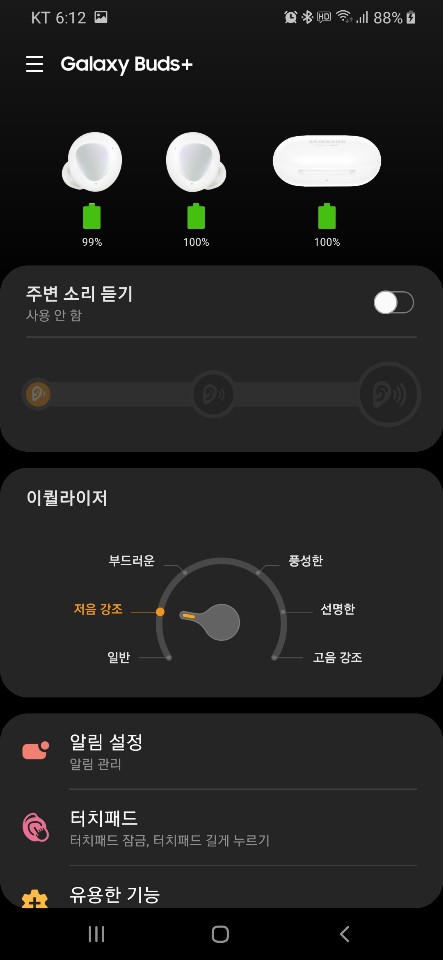 KT 6:12 88%
Galaxy Buds+
99% 100% 100%
주변 소리 듣기
사용 안 함
이퀄라이저
부드러운 풍성한
저음 강조 선명한
일반 고음 강조
알림 설정
알림 관리
터치패드
터치패드 잠금, 터치패드 길게 누르기
유용한 기능